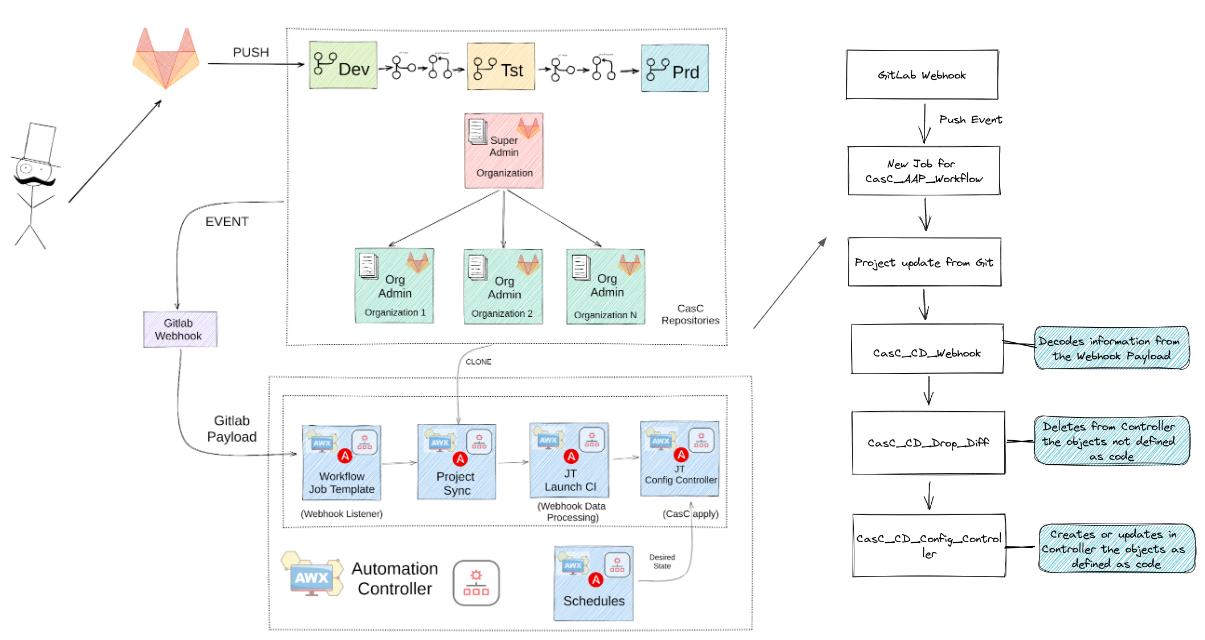 PUSH
Dev
Tst
Prd
Super
Admin
Organization
EVENT
Org
Admin
Organization 1
Org
Admin
Organization 2
Org
Admin
Organization N
CasC
Repositories
Gitlab
Webhook
CLONE
Gitlab
Payload
AWX
A
Workflow
Job Template
(Webhook Listener)
AWX
A
Project
Sync
AWX
A
JT
Launch CI
(Webhook Data
Processing)
AWX
A
JT
Config Controller
(CasC apply)
AWX
Automation
Controller
AWX
A
Schedules
Desired
State
GitLab Webhook
Push Event
New Job for
CasC_AAP_Workflow
Project update from Git
CasC_CD_Webhook
Decodes information from
the Webhook Payload
CasC_CD_Drop_Diff
Deletes from Controller
the objects not defined
as code
CasC_CD_Config_Control
ler
Creates or updates in
Controller the objects as
defined as code